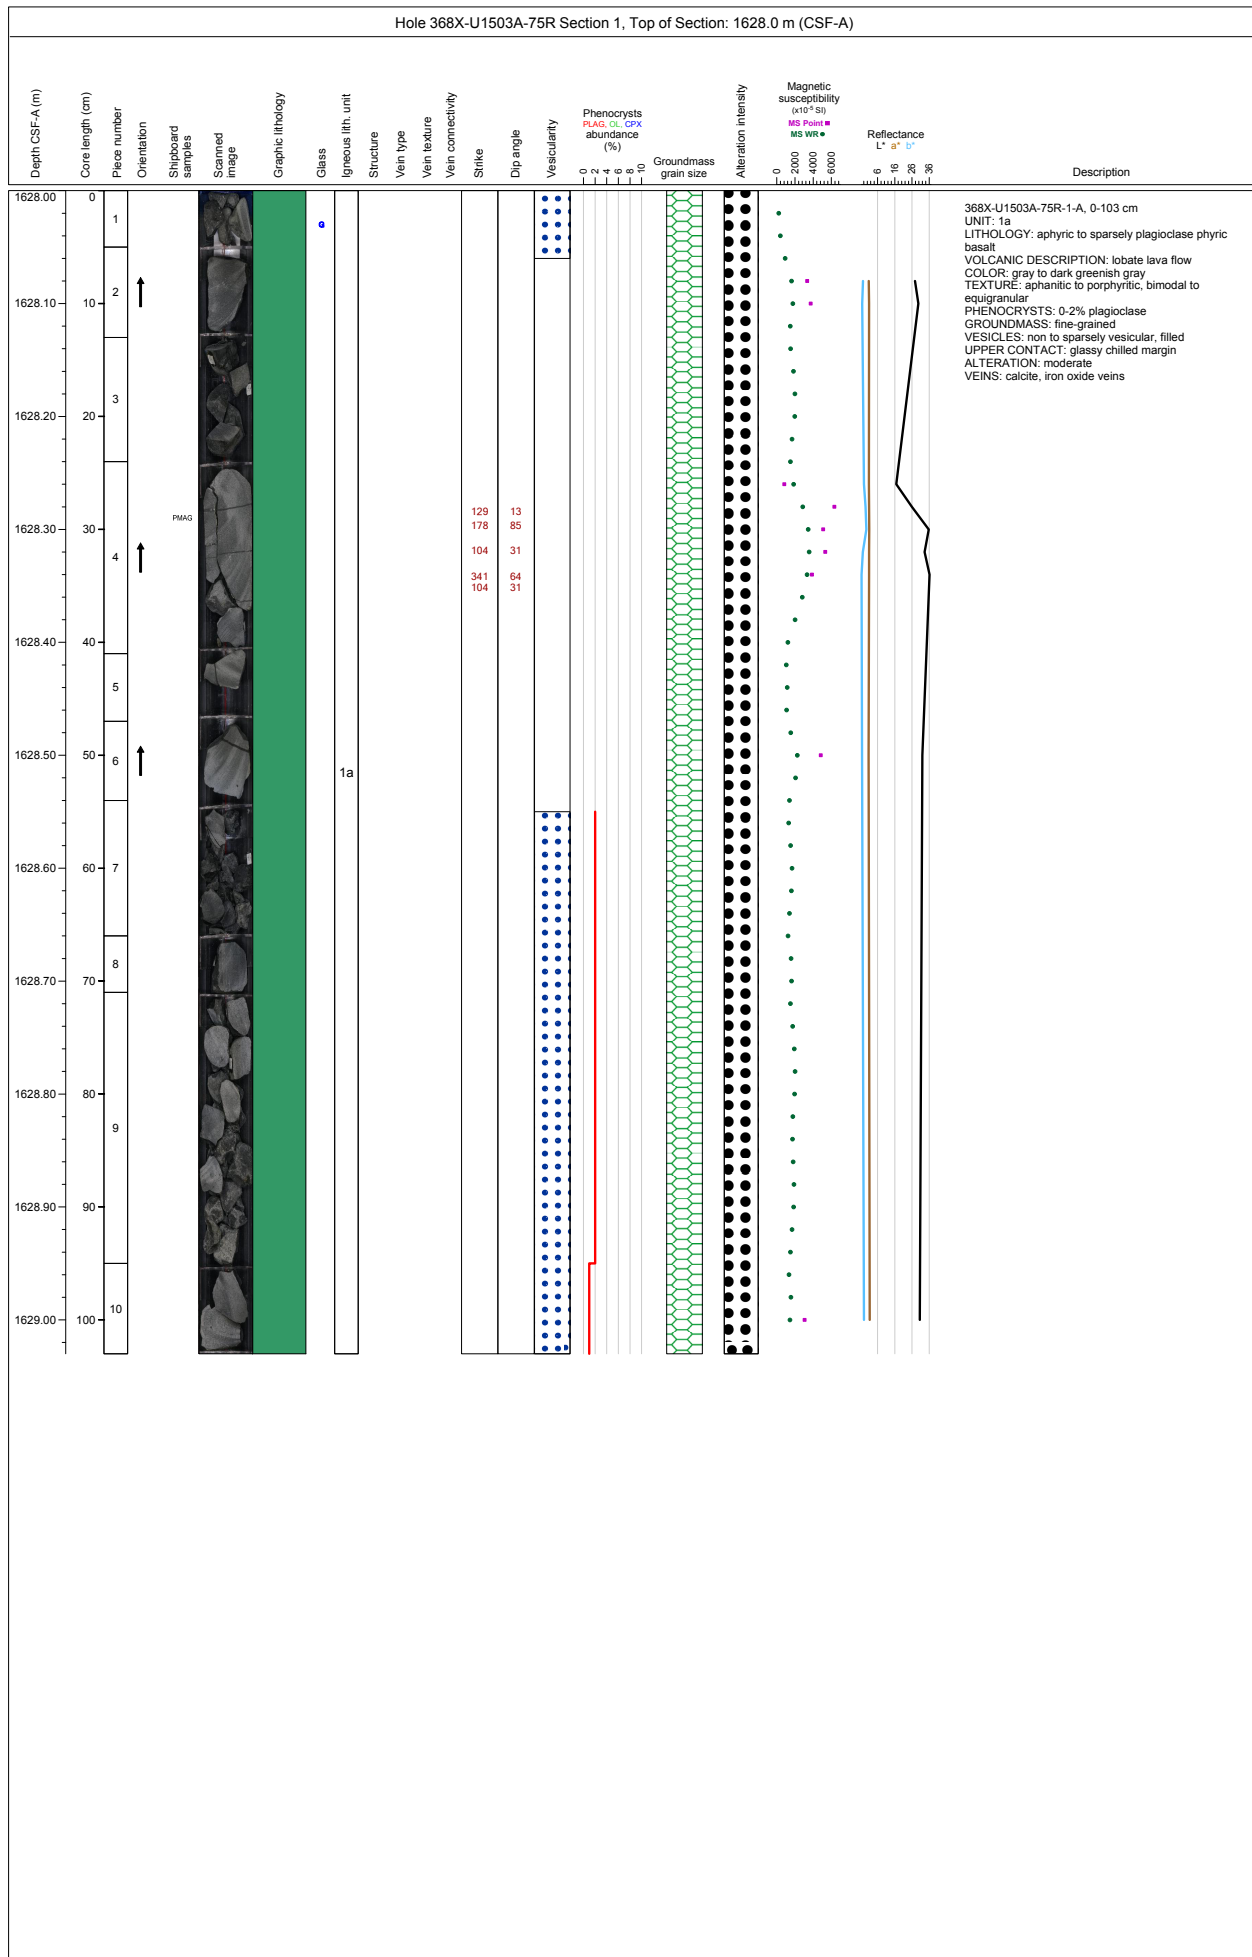 Hole 368X-U1503A-75R Section 1, Top of Section: 1628.0 m (CSF-A)
Depth CSF-A (m)
Core length (cm)
Piece number
Orientation
Shipboard
samples
Scanned
image
Graphic lithology
Glass
Igneous lith. unit
Structure
Vein type
Vein texture
Vein connectivity
Strike
Dip angle
Vesicularity
Phenocrysts
PLAG, OL, CPX
abundance
(%)
0 2 4 6 8 10
Groundmass
grain size
Alteration intensity
Magnetic
susceptibility
(x10-5 SI)
MS Point
MS WR
0 2000 4000 6000
Reflectance
L* a* b*
6 16 26 36
Description
1628.00 0
1
G
2
1628.10 10
3
1628.20 20
PMAG
129 13
1628.30 30
178 85
104 31
4
341 64
104 31
1628.40 40
5
1628.50 50
6
1a
1628.60 60
7
8
1628.70 70
1628.80 80
9
1628.90 90
10
1629.00 100
368X-U1503A-75R-1-A, 0-103 cm
UNIT: 1a
LITHOLOGY: aphyric to sparsely plagioclase phyric
basalt
VOLCANIC DESCRIPTION: lobate lava flow
COLOR: gray to dark greenish gray
TEXTURE: aphanitic to porphyritic, bimodal to
equigranular
PHENOCRYSTS: 0-2% plagioclase
GROUNDMASS: fine-grained
VESICLES: non to sparsely vesicular, filled
UPPER CONTACT: glassy chilled margin
ALTERATION: moderate
VEINS: calcite, iron oxide veins